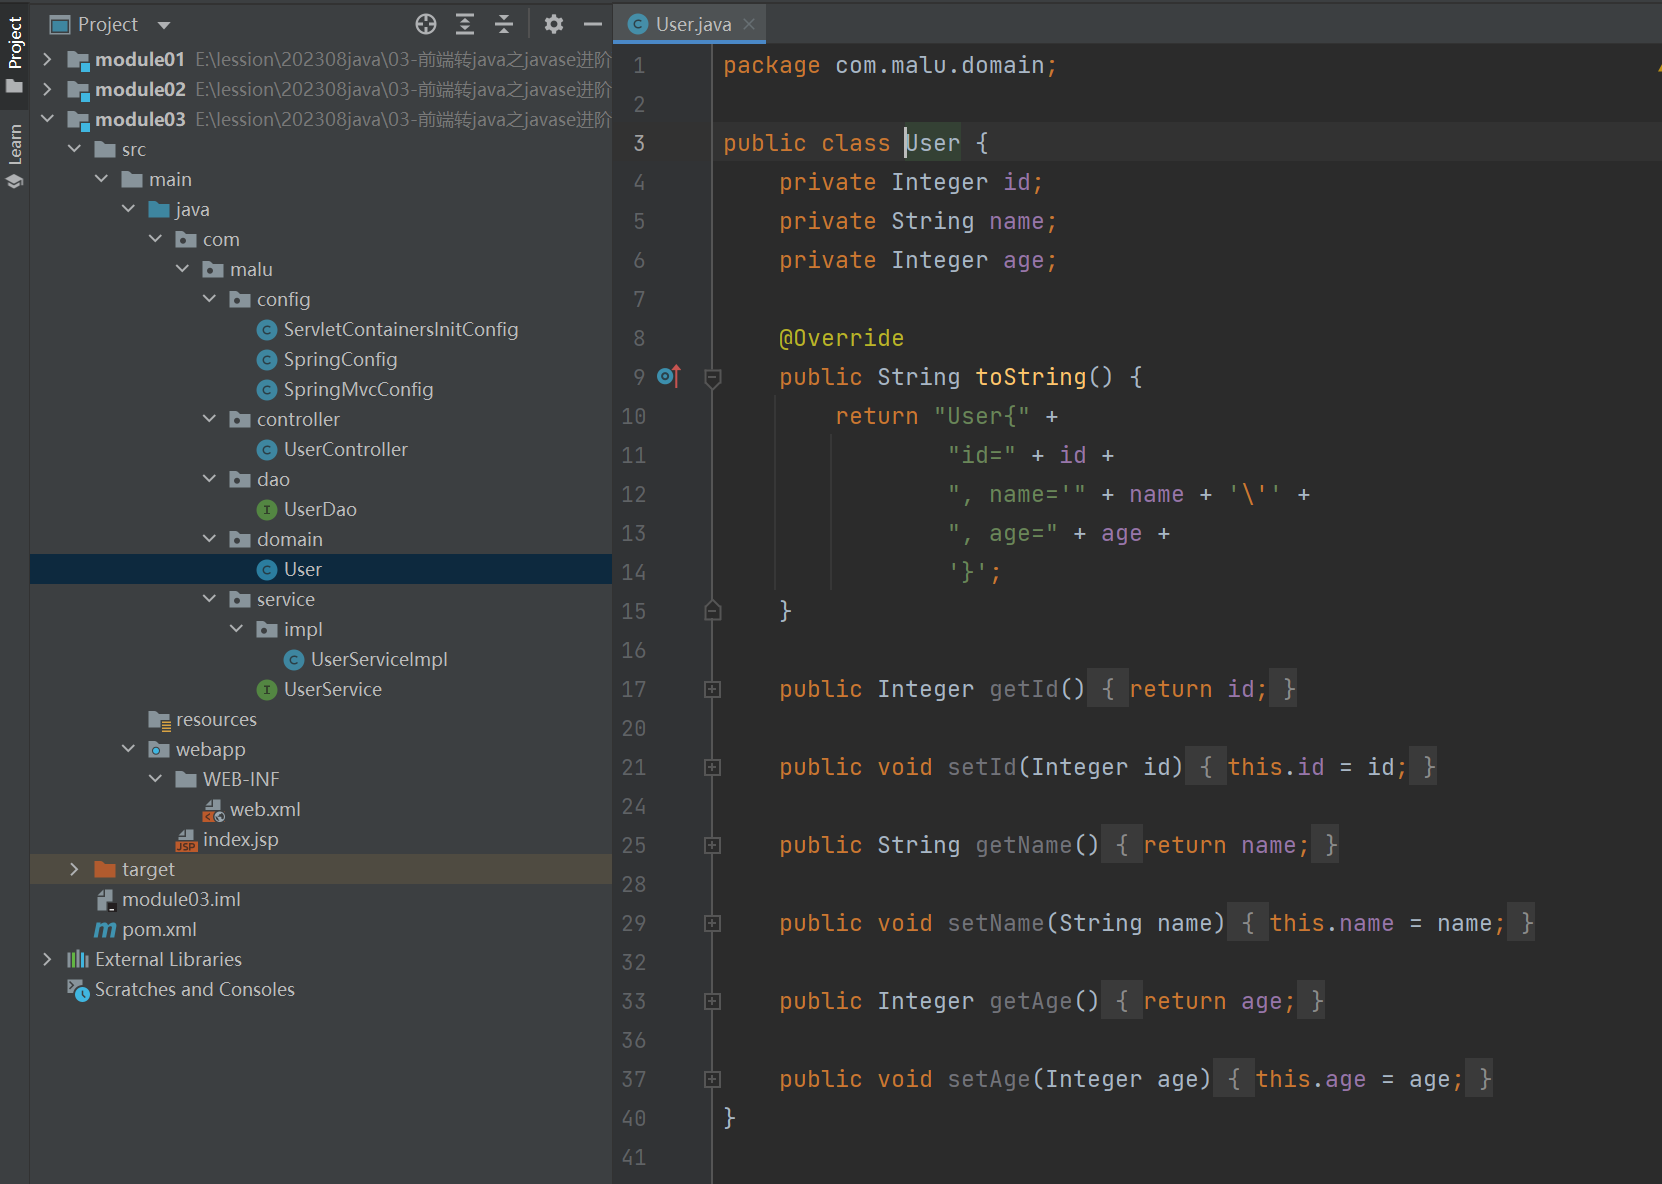 Project
Learn
Project
module01 E:\lession\202308java\03-前端转java之javase进阶
module02 E:\lession\202308java\03-前端转java之javase进阶
module03 E:\lession\202308java\03-前端转java之javase进阶
src
main
java
com
malu
config
ServletContainersInitConfig
SpringConfig
SpringMvcConfig
controller
UserController
dao
UserDao
domain
User
service
impl
UserServiceImpl
UserService
resources
webapp
WEB-INF
web.xml
index.jsp
target
module03.iml
pom.xml
External Libraries
Scratches and Consoles
User.java
1 package com.malu.domain;
2
3 public class User {
4 private Integer id;
5 private String name;
6 private Integer age;
7
8 @Override
9 public String toString() {
10 return "User{" +
11 "id=" + id +
12 ", name='" + name + '\'' +
13 ", age=" + age +
14 '}';
15 }
16
17 public Integer getId() { return id; }
20
21 public void setId(Integer id) { this.id = id; }
24
25 public String getName() { return name; }
28
29 public void setName(String name) { this.name = name; }
32
33 public Integer getAge() { return age; }
36
37 public void setAge(Integer age) { this.age = age; }
40 }
41